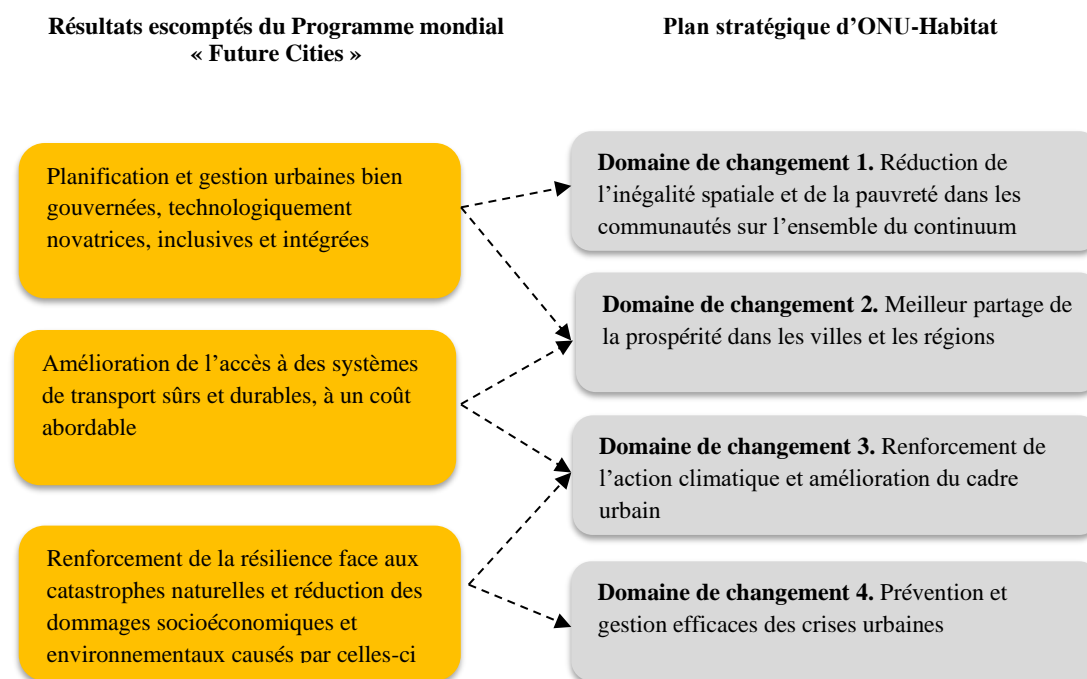 Résultats escomptés du Programme mondial
« Future Cities »
Plan stratégique d’ONU-Habitat
Planification et gestion urbaines bien
gouvernées, technologiquement
novatrices, inclusives et intégrées
Amélioration de l’accès à des systèmes
de transport sûrs et durables, à un coût
abordable
Renforcement de la résilience face aux
catastrophes naturelles et réduction des
dommages socioéconomiques et
environnementaux causés par celles-ci
Domaine de changement 1. Réduction de
l’inégalité spatiale et de la pauvreté dans les
communautés sur l’ensemble du continuum
Domaine de changement 2. Meilleur partage de
la prospérité dans les villes et les régions
Domaine de changement 3. Renforcement de
l’action climatique et amélioration du cadre
urbain
Domaine de changement 4. Prévention et
gestion efficaces des crises urbaines